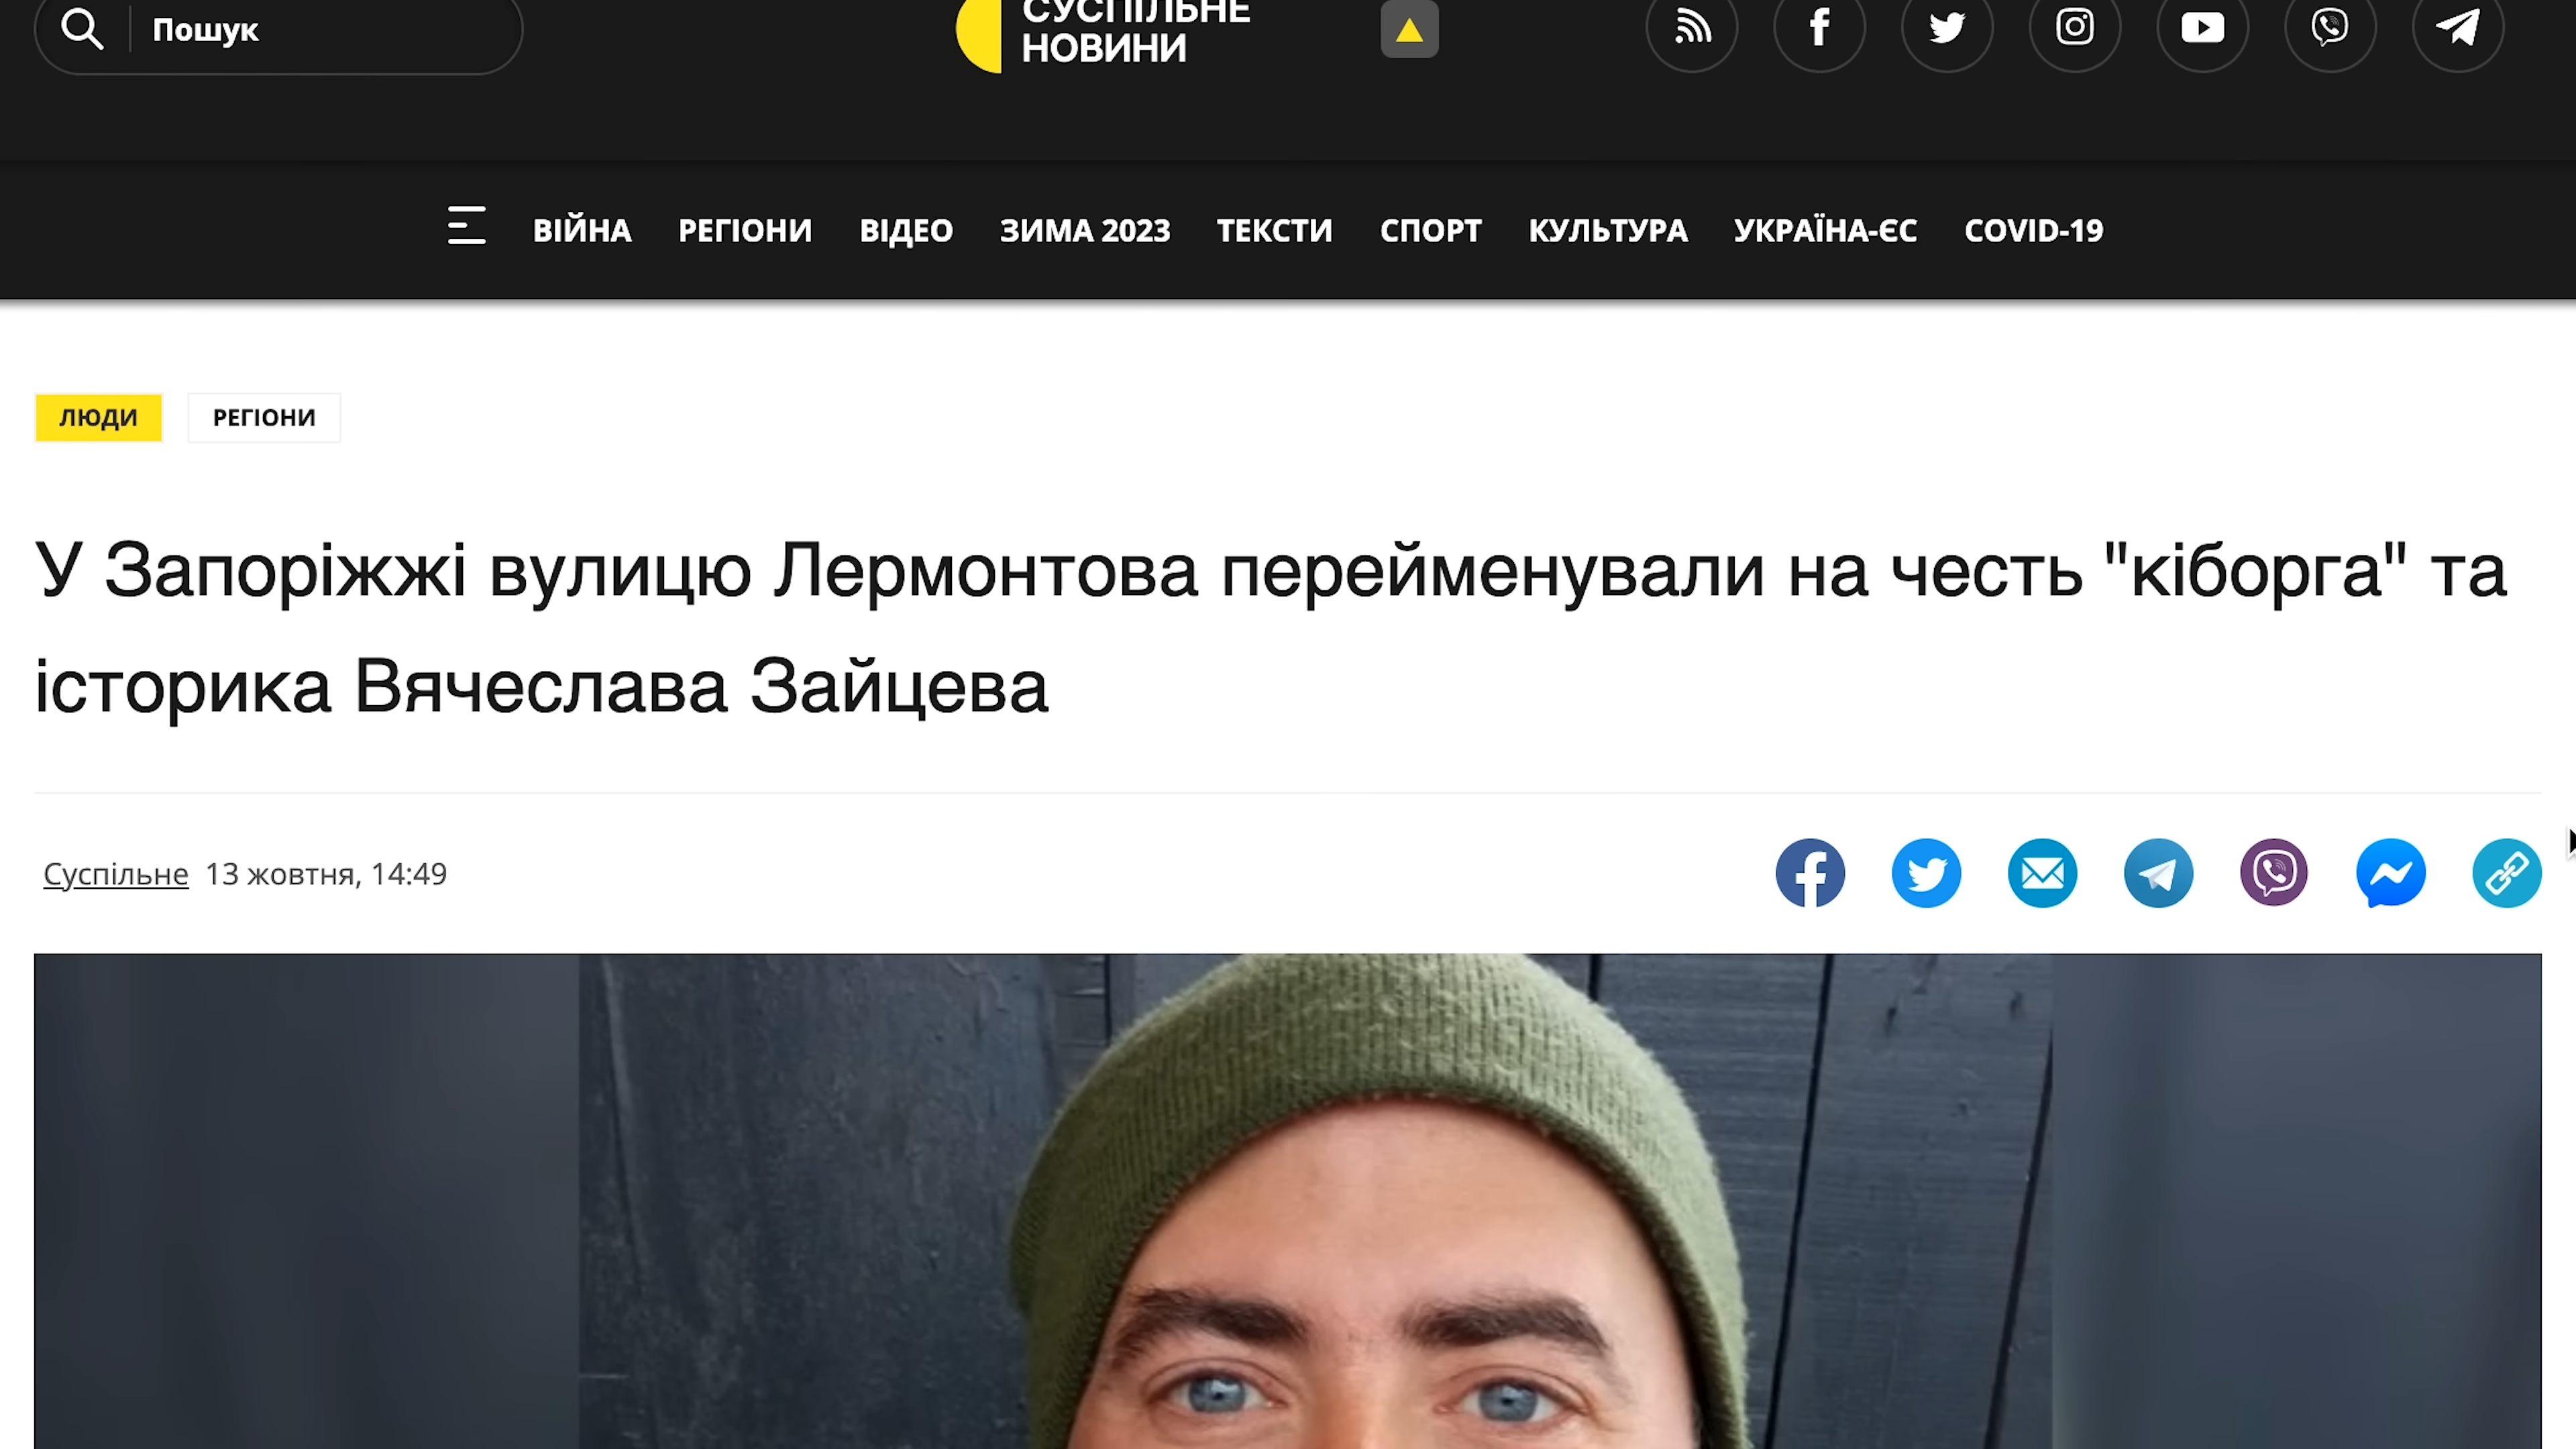 Пошук
СУСПІЛЬНЕ
НОВИНИ
ВІЙНА РЕГІОНИ ВІДЕО ЗИМА 2023 ТЕКСТИ СПОРТ КУЛЬТУРА УКРАЇНА-ЄС COVID-19
ЛЮДИ РЕГІОНИ
У Запоріжжі вулицю Лермонтова перейменували на честь "кіборга" та
історика Вячеслава Зайцева
Суспільне 13 жовтня, 14:49